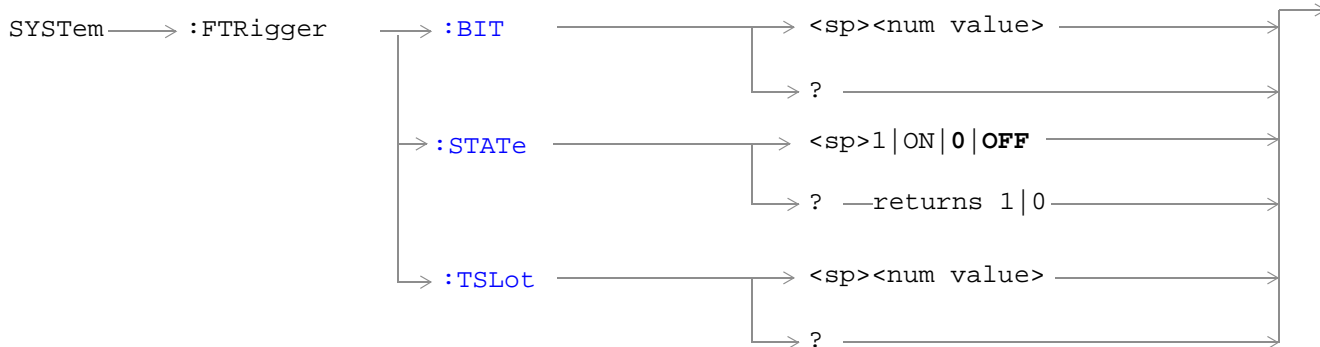 SYSTem :FTRigger :BIT <sp><num value>
?
:STATe <sp>1|ON|0|OFF
? returns 1|0
:TSLot <sp><num value>
?